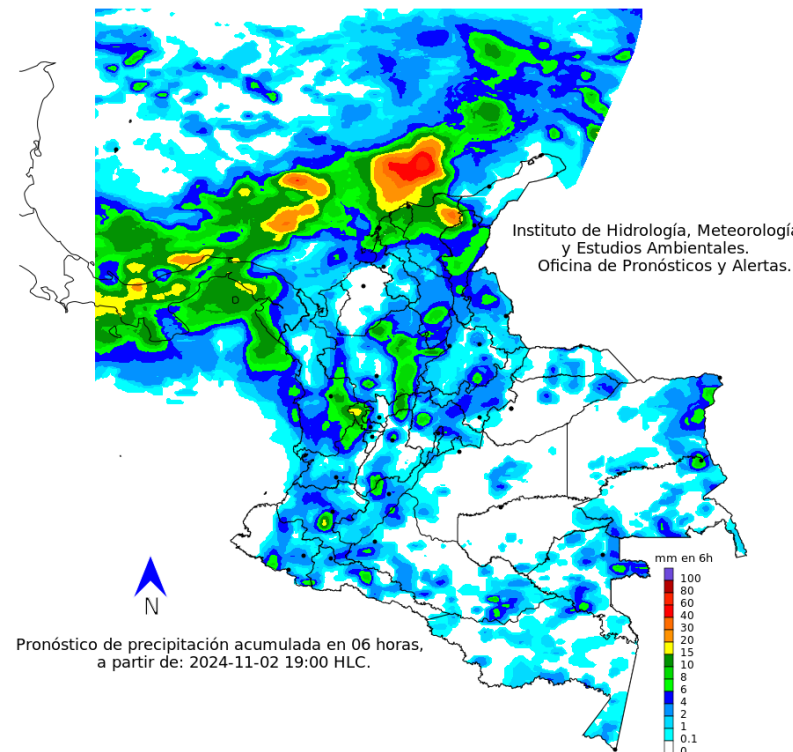 Instituto de Hidrología, Meteorología
y Estudios Ambientales.
Oficina de Pronósticos y Alertas.
mm en 6h
100
80
60
40
30
20
15
10
8
6
4
2
1
0.1
0
N
Pronóstico de precipitación acumulada en 06 horas,
a partir de: 2024-11-02 19:00 HLC.